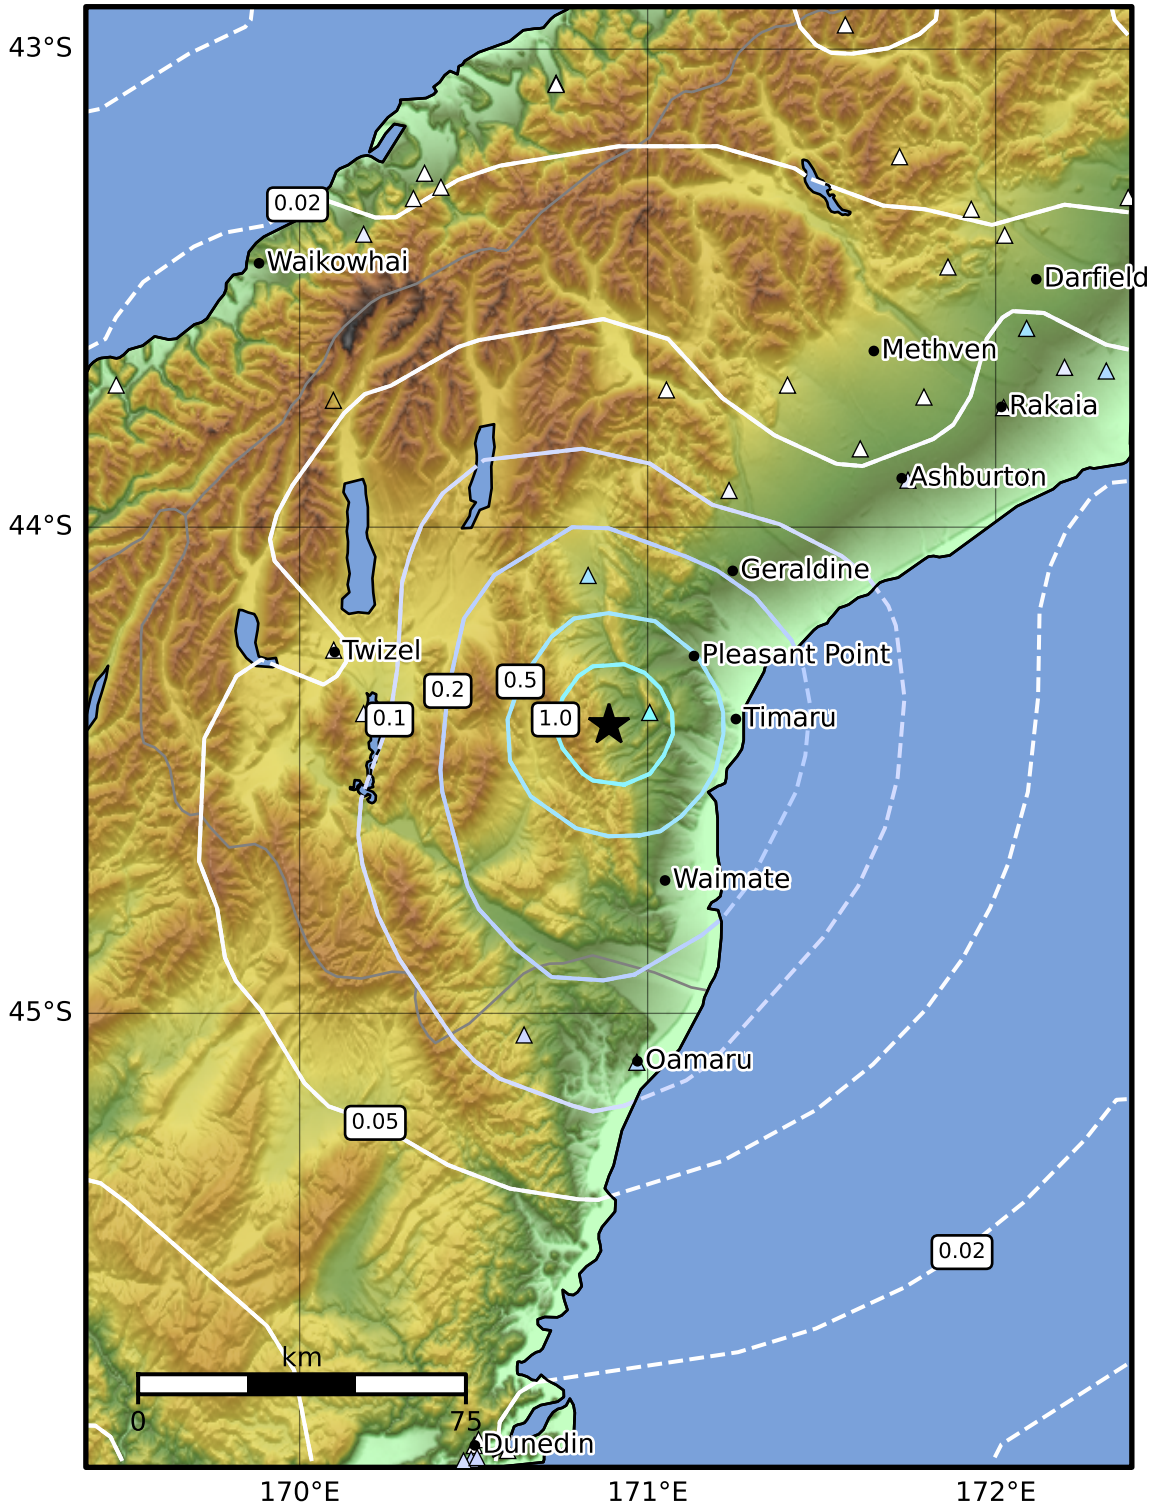 43°S
0.02
Waikowhai
Darfield
Methven
Rakaia
Ashburton
44°S
Geraldine
Twizel
Pleasant Point
0.5
0.2
0.1
1.0
Timaru
Waimate
45°S
Oamaru
0.05
0.02
km
0
75
Dunedin
170°E
171°E
172°E